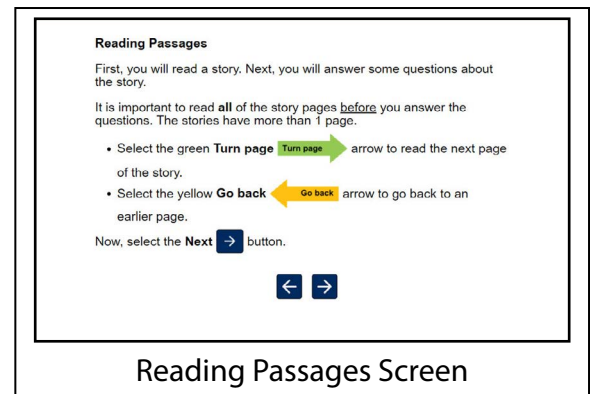 Reading Passages
First, you will read a story. Next, you will answer some questions about
the story.
It is important to read all of the story pages before you answer the
questions. The stories have more than 1 page.
• Select the green Turn page Turn page arrow to read the next page
of the story.
• Select the yellow Go back Go back arrow to go back to an
earlier page.
Now, select the Next → button.
← →
Reading Passages Screen